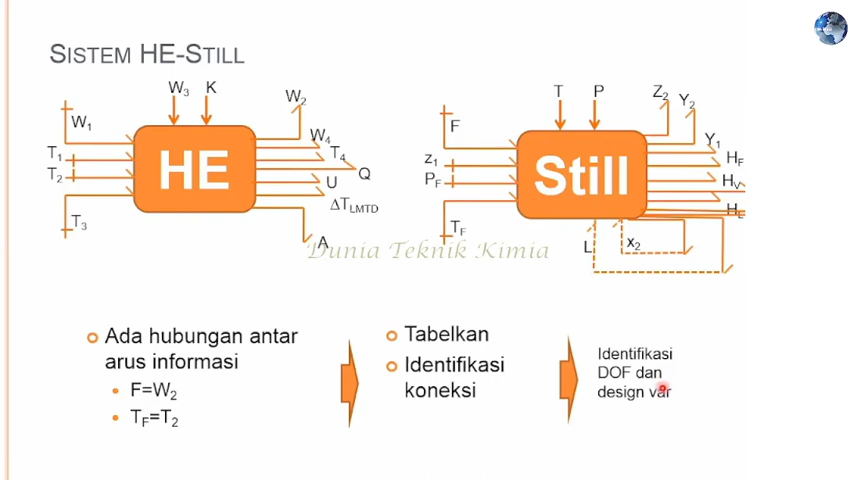 SISTEM HE-STILL
W3 K
W2
W1
W4
T1
T4
T2
Q
U
ΔTLMTD
T3
A
HE
T P
Z2
Y2
F
Y1
z1
HF
PF
HV
HL
TF
L
x2
Still
Dunia Teknik Kimia
Ada hubungan antar
arus informasi
F=W2
TF=T2
Tabelkan
Identifikasi
koneksi
Identifikasi
DOF dan
design var